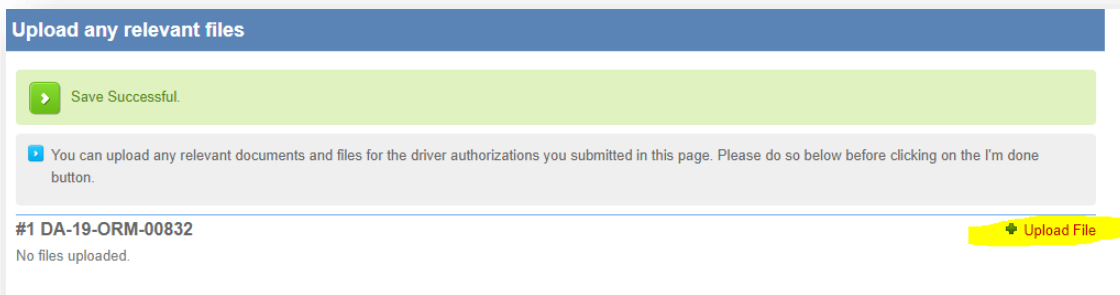 Upload any relevant files
Save Successful.
You can upload any relevant documents and files for the driver authorizations you submitted in this page. Please do so below before clicking on the I'm done
button.
#1 DA-19-ORM-00832
Upload File
No files uploaded.